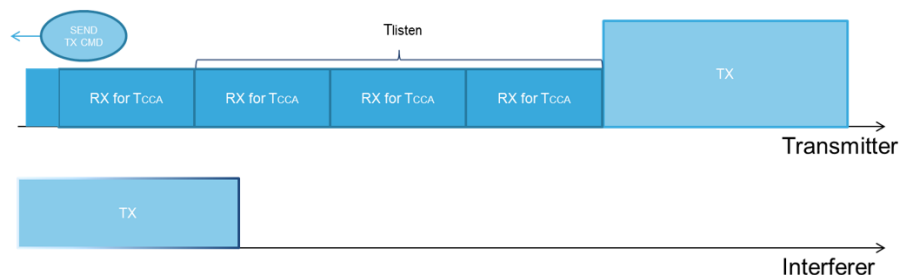 SEND
TX CMD
Tlisten
RX for TCCA
RX for TCCA
RX for TCCA
RX for TCCA
TX
Transmitter
TX
Interferer